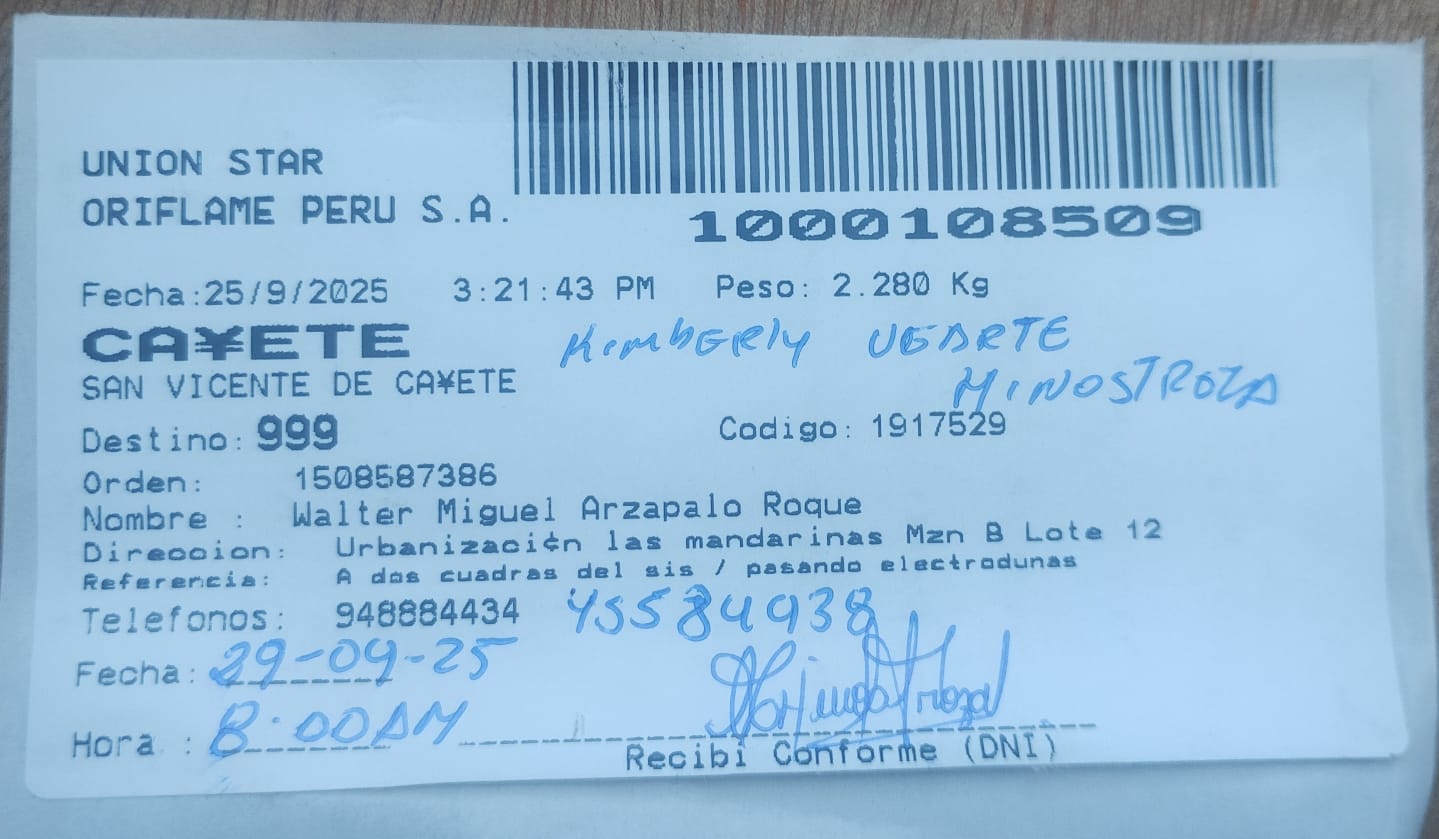 UNION STAR
ORIFLAME PERU S.A.
1000108509
Fecha:25/9/2025 3:21:43 PM Peso: 2.280 Kg
CA¥ETE
Kimberly UGARTE
HINOSTROZA
SAN VICENTE DE CA¥ETE
Destino: 999 Codigo: 1917529
Orden: 1508587386
Nombre : Walter Miguel Arzapalo Roque
Direccion: Urbanizaci¢n las mandarinas Mzn B Lote 12
Referencia: A dos cuadras del sis / pasando electrodunas
Telefonos: 948884434 45584938
Fecha: 29-09-25
Hora : 8:00AM
Recibi Conforme (DNI)